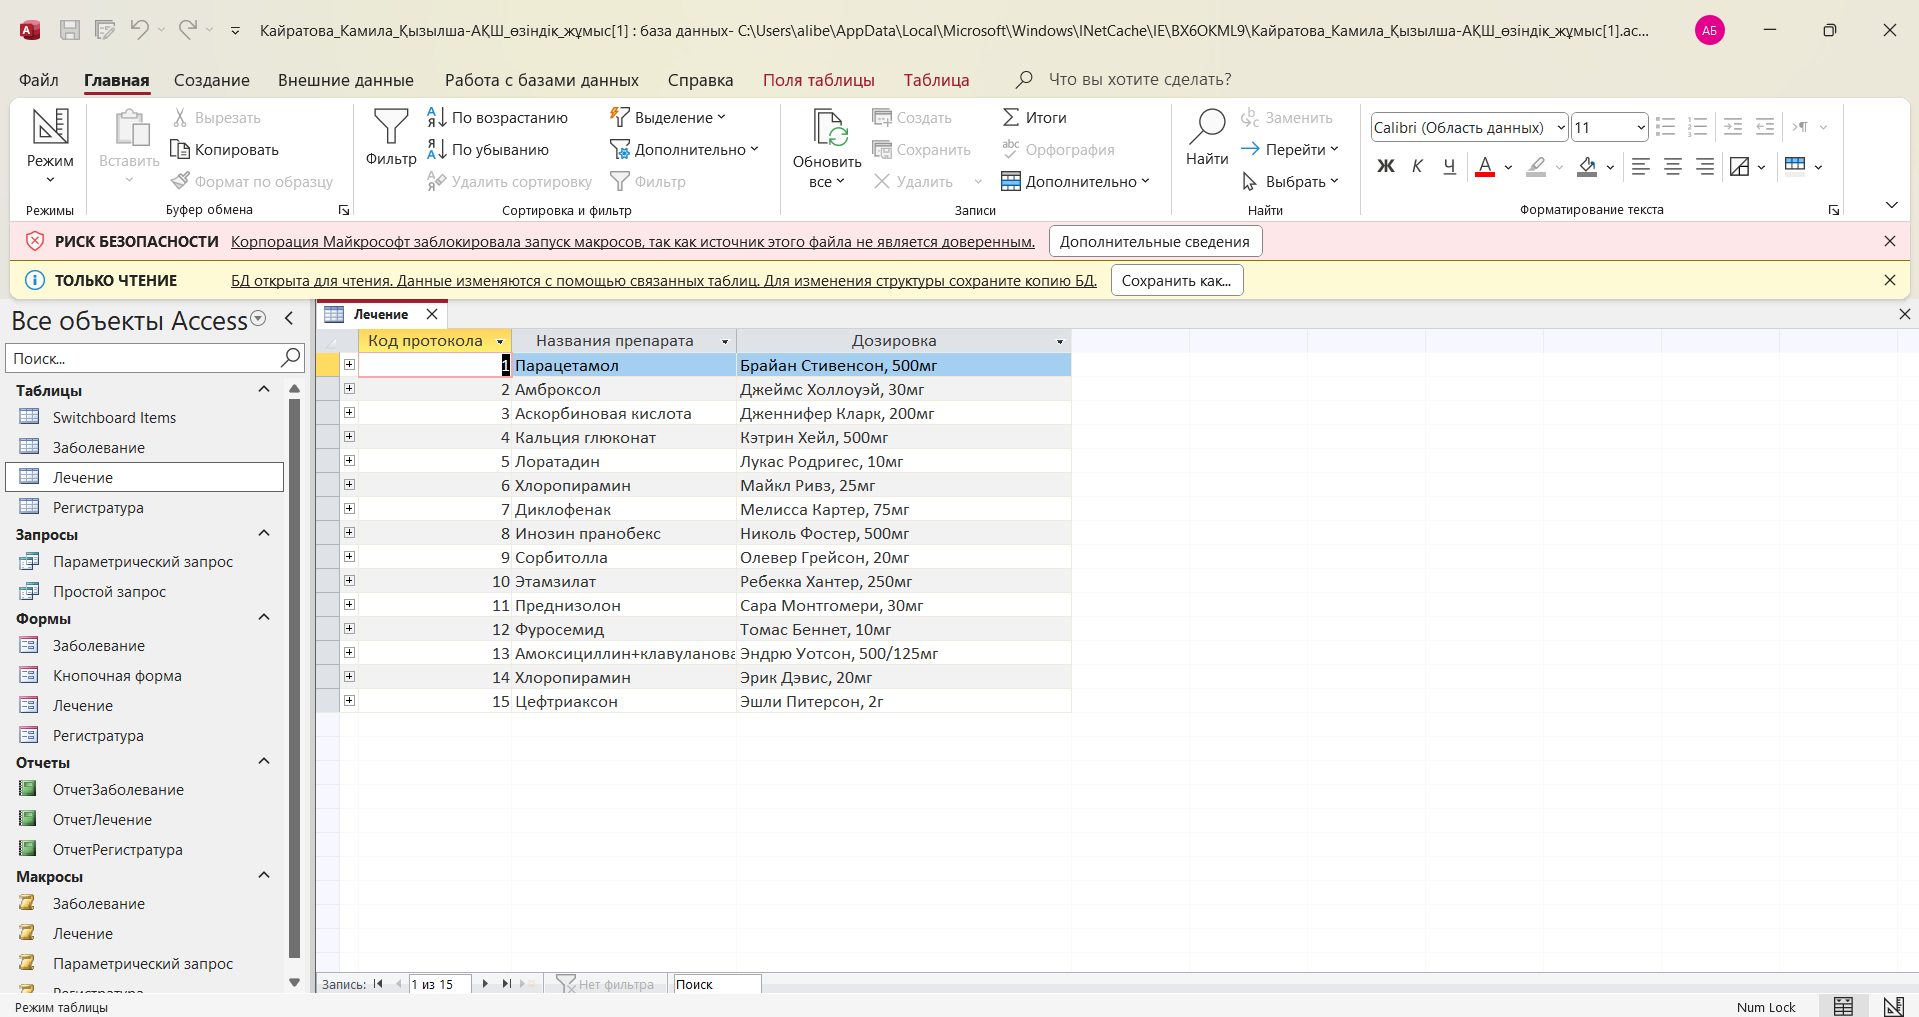 Кайратова_Камила_Қызылша-АҚШ_өзіндік_жұмыс[1] : база данных- C:\Users\alibe\AppData\Local\Microsoft\Windows\INetCache\IE\BX6OKML9\Кайратова_Камила_Қызылша-АҚШ_өзіндік_жұмыс[1].ac...
АБ
Файл Главная Создание Внешние данные Работа с базами данных Справка Поля таблицы Таблица Что вы хотите сделать?
Режим
Режимы
Вставить
Вырезать
Копировать
Формат по образцу
Буфер обмена
Фильтр
По возрастанию
По убыванию
Удалить сортировку
Выделение
Дополнительно
Фильтр
Сортировка и фильтр
Обновить
все
Создать
Сохранить
Удалить
Итоги
Орфография
Дополнительно
Записи
Найти
Заменить
Перейти
Выбрать
Найти
Calibri (Область данных) 11
Ж К Ч А
Форматирование текста
РИСК БЕЗОПАСНОСТИ Корпорация Майкрософт заблокировала запуск макросов, так как источник этого файла не является доверенным. Дополнительные сведения
ТОЛЬКО ЧТЕНИЕ БД открыта для чтения. Данные изменяются с помощью связанных таблиц. Для изменения структуры сохраните копию БД. Сохранить как...
Все объекты Access
Поиск...
Таблицы
Switchboard Items
Заболевание
Лечение
Регистратура
Запросы
Параметрический запрос
Простой запрос
Формы
Заболевание
Кнопочная форма
Лечение
Регистратура
Отчеты
ОтчетЗаболевание
ОтчетЛечение
ОтчетРегистратура
Макросы
Заболевание
Лечение
Параметрический запрос
Регистратура
Лечение
Код протокола Названия препарата Дозировка
1 Парацетамол Брайан Стивенсон, 500мг
2 Амброксол Джеймс Холлоуэй, 30мг
3 Аскорбиновая кислота Дженнифер Кларк, 200мг
4 Кальция глюконат Кэтрин Хейл, 500мг
5 Лоратадин Лукас Родригес, 10мг
6 Хлоропирамин Майкл Ривз, 25мг
7 Диклофенак Мелисса Картер, 75мг
8 Инозин пранобекс Николь Фостер, 500мг
9 Сорбитолла Олевер Грейсон, 20мг
10 Этамзилат Ребекка Хантер, 250мг
11 Преднизолон Сара Монтгомери, 30мг
12 Фуросемид Томас Беннет, 10мг
13 Амоксициллин+клавуланова Эндрю Уотсон, 500/125мг
14 Хлоропирамин Эрик Дэвис, 20мг
15 Цефтриаксон Эшли Питерсон, 2г
Запись: 1 из 15 Нет фильтра Поиск
Режим таблицы
Num Lock